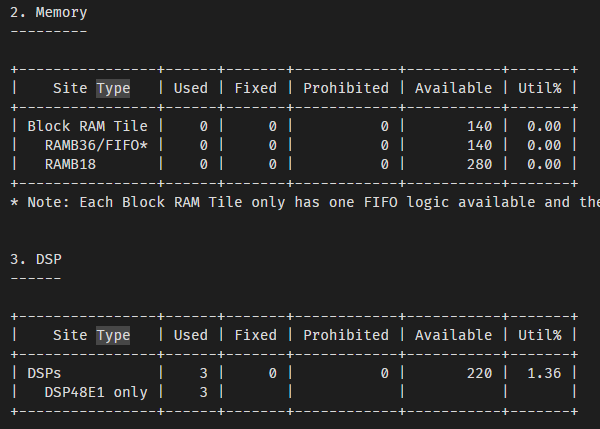 2. Memory
---------
+----------------+------+-------+------------+-----------+-------+
|    Site Type   | Used | Fixed | Prohibited | Available | Util% |
+----------------+------+-------+------------+-----------+-------+
| Block RAM Tile |    0 |     0 |          0 |       140 |  0.00 |
|   RAMB36/FIFO* |    0 |     0 |          0 |       140 |  0.00 |
|   RAMB18       |    0 |     0 |          0 |       280 |  0.00 |
+----------------+------+-------+------------+-----------+-------+
* Note: Each Block RAM Tile only has one FIFO logic available and the
3. DSP
------
+----------------+------+-------+------------+-----------+-------+
|    Site Type   | Used | Fixed | Prohibited | Available | Util% |
+----------------+------+-------+------------+-----------+-------+
| DSPs           |    3 |     0 |          0 |       220 |  1.36 |
|   DSP48E1 only |    3 |       |            |           |       |
+----------------+------+-------+------------+-----------+-------+